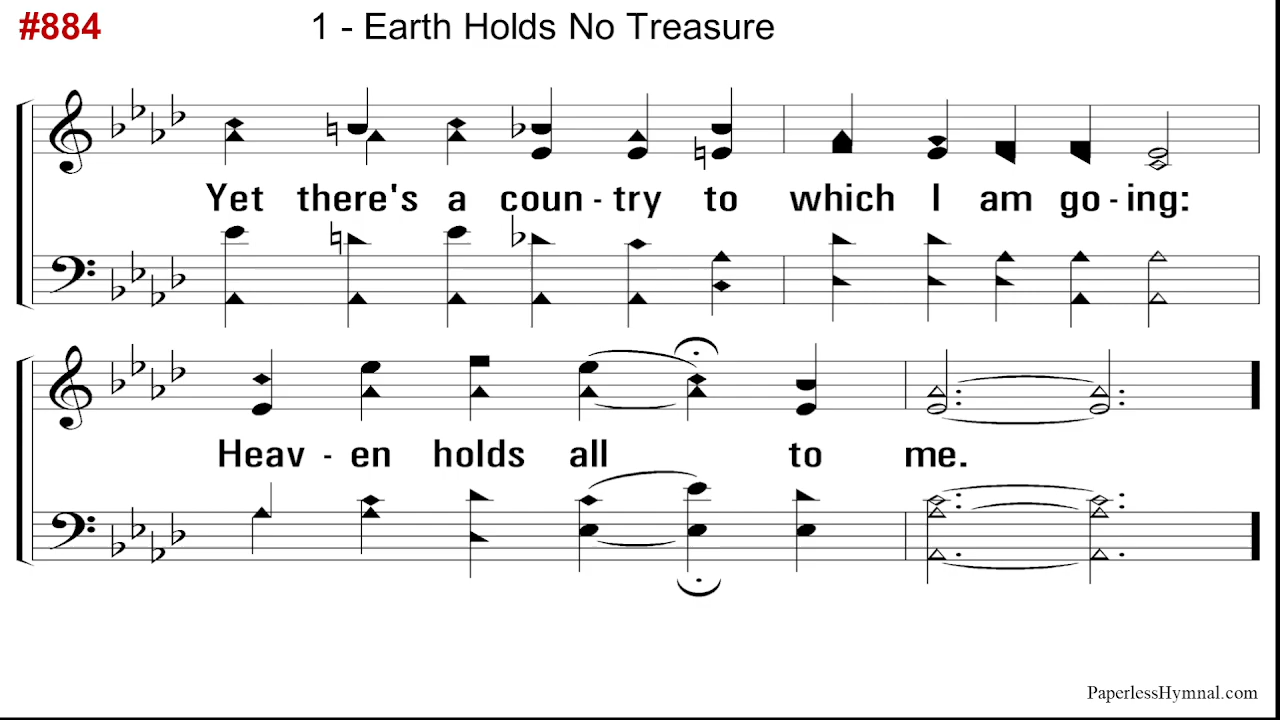 #884 1 - Earth Holds No Treasure
Yet there's a coun - try to which I am go - ing:
Heav - en holds all to me.
PaperlessHymnal.com